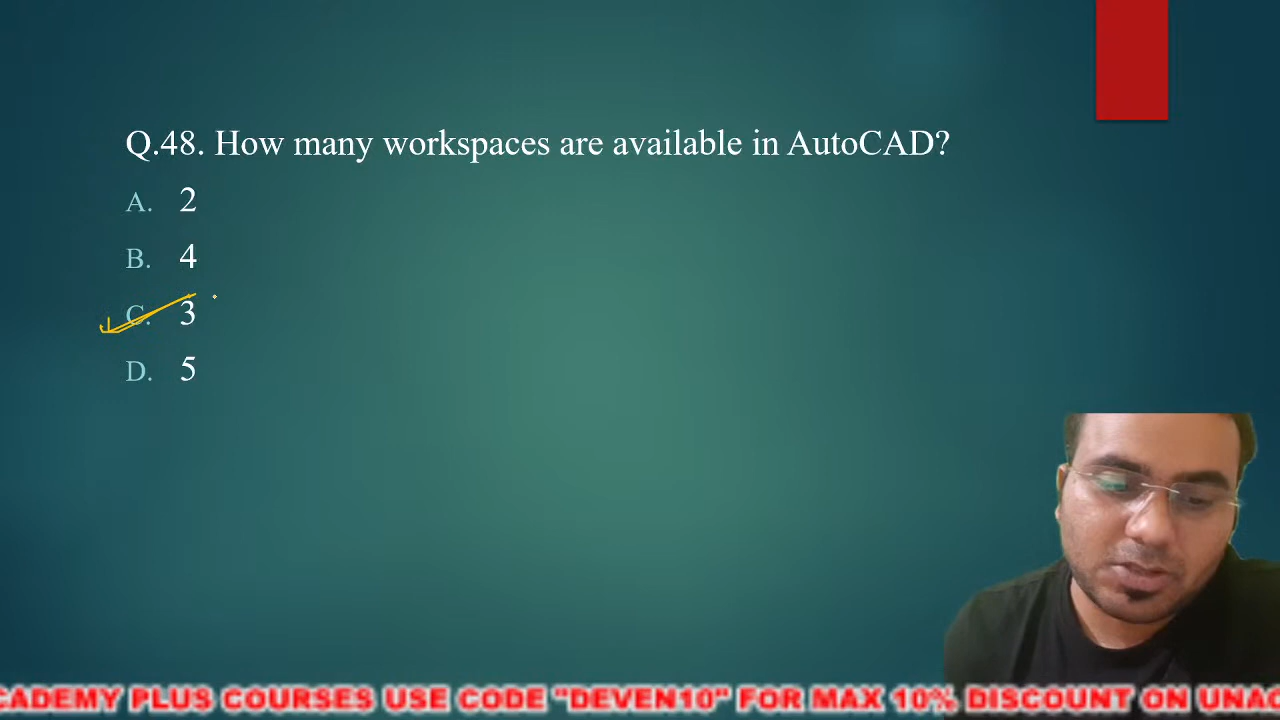 Q.48. How many workspaces are available in AutoCAD?
A. 2
B. 4
C. 3
D. 5
CADEMY PLUS COURSES USE CODE "DEVEN10" FOR MAX 10% DISCOUNT ON UNAC